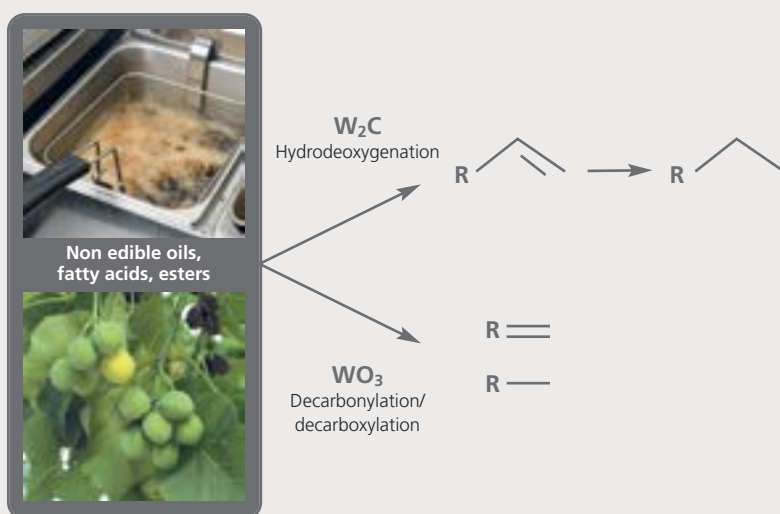 Non edible oils,
fatty acids, esters
W₂C
Hydrodeoxygenation
R
R
WO₃
Decarbonylation/
decarboxylation
R
R